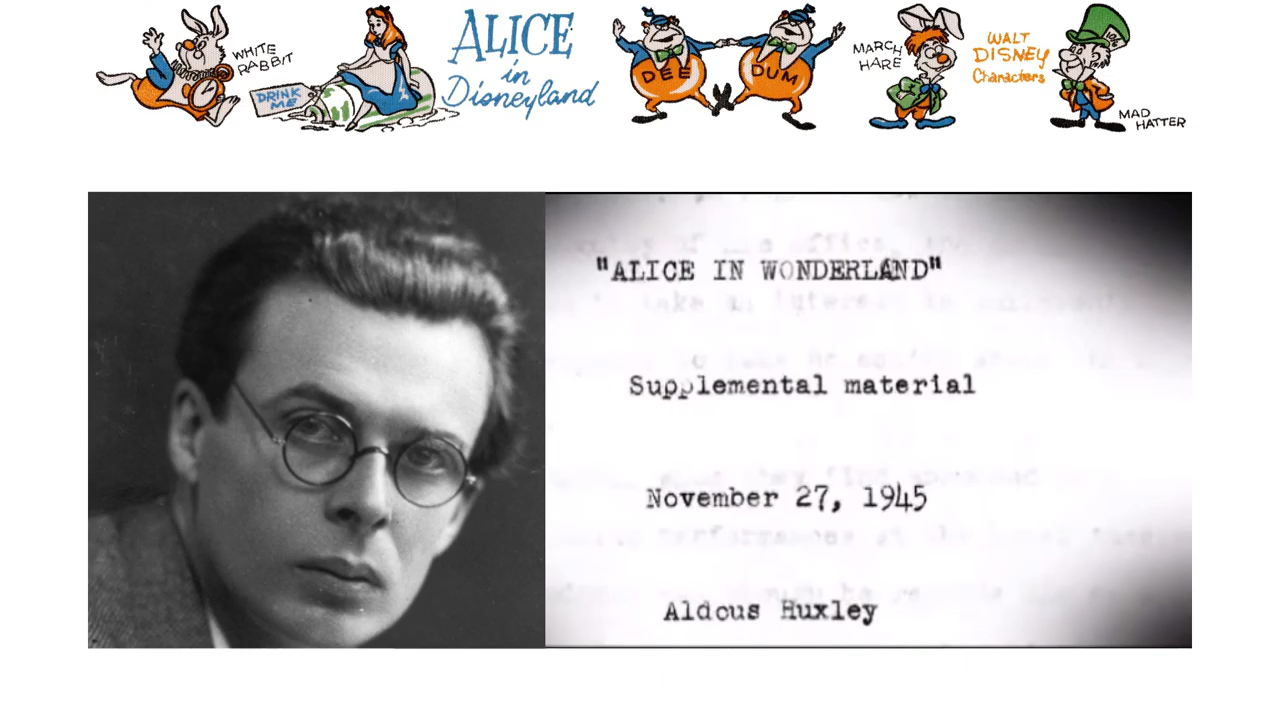 WHITE
RABBIT
DRINK
ME
ALICE
in
Disneyland
DEE
DUM
MARCH
HARE
WALT
DISNEY
Characters
MAD
HATTER
"ALICE IN WONDERLAND"
Supplemental material
November 27, 1945
Aldous Huxley